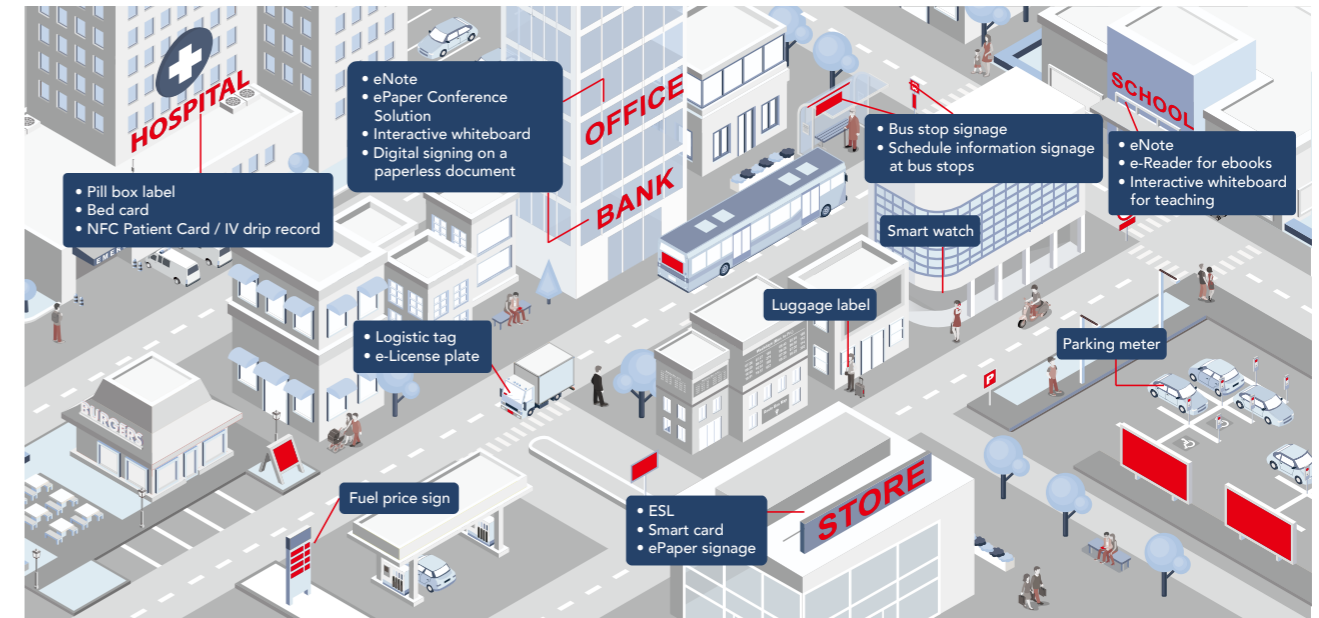 HOSPITAL
• Pill box label
• Bed card
• NFC Patient Card / IV drip record
• eNote
• ePaper Conference
Solution
• Interactive whiteboard
• Digital signing on a
paperless document
OFFICE
BANK
• Bus stop signage
• Schedule information signage
at bus stops
SCHOOL
• eNote
• e-Reader for ebooks
• Interactive whiteboard
for teaching
Smart watch
Luggage label
Parking meter
P
• Logistic tag
• e-License plate
BURGERS
Fuel price sign
• ESL
• Smart card
• ePaper signage
STORE